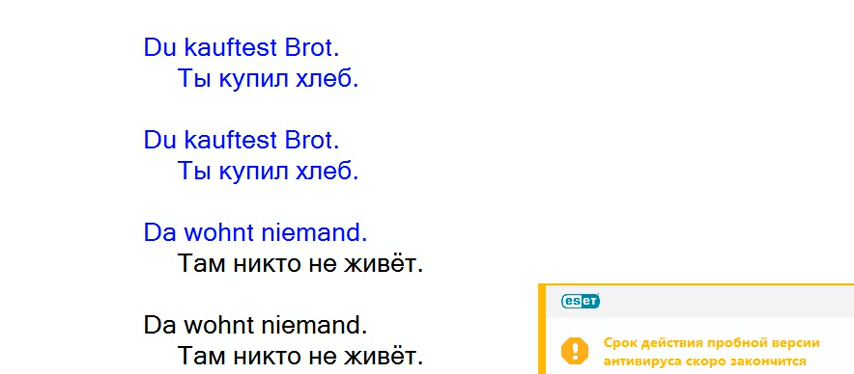 Du kauftest Brot.
Ты купил хлеб.
Du kauftest Brot.
Ты купил хлеб.
Da wohnt niemand.
Там никто не живёт.
Da wohnt niemand.
Там никто не живёт.
eset
Срок действия пробной версии
антивируса скоро закончится